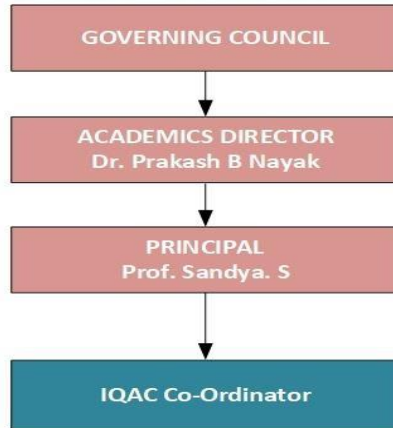 GOVERNING COUNCIL
ACADEMICS DIRECTOR
Dr. Prakash B Nayak
PRINCIPAL
Prof. Sandya. S
IQAC Co-Ordinator